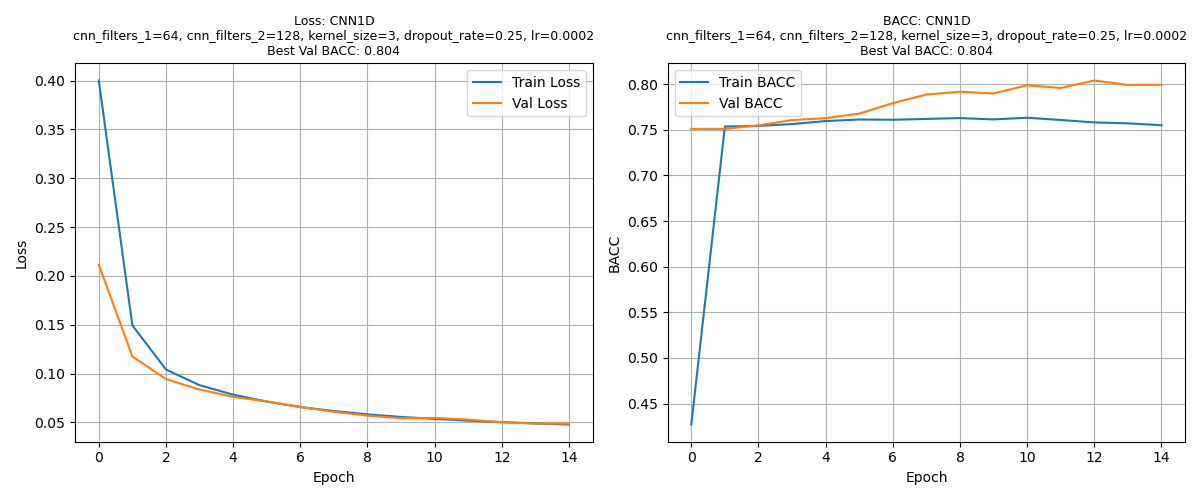 Loss: CNN1D
cnn_filters_1=64, cnn_filters_2=128, kernel_size=3, dropout_rate=0.25, lr=0.0002
Best Val BACC: 0.804
Train Loss
Val Loss
0.40
0.35
0.30
0.25
0.20
0.15
0.10
0.05
Loss
0 2 4 6 8 10 12 14
Epoch
BACC: CNN1D
cnn_filters_1=64, cnn_filters_2=128, kernel_size=3, dropout_rate=0.25, lr=0.0002
Best Val BACC: 0.804
Train BACC
Val BACC
0.80
0.75
0.70
0.65
0.60
0.55
0.50
0.45
BACC
0 2 4 6 8 10 12 14
Epoch